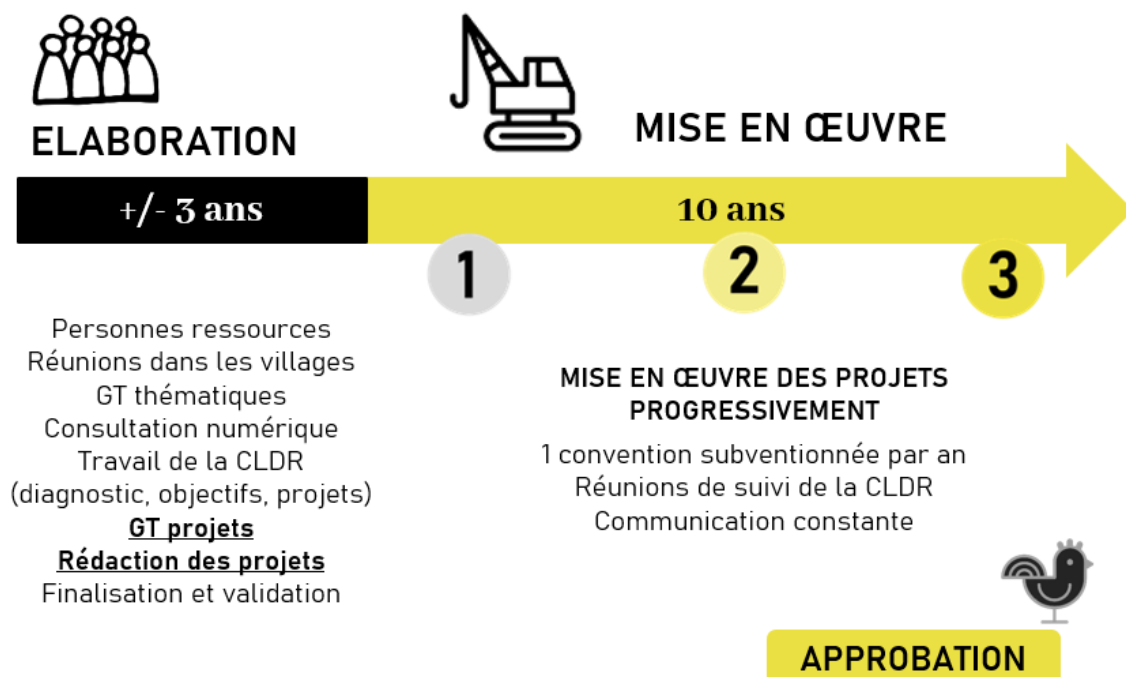 ELABORATION
MISE EN ŒUVRE
+/- 3 ans
10 ans
1
2
3
Personnes ressources
Réunions dans les villages
GT thématiques
Consultation numérique
Travail de la CLDR
(diagnostic, objectifs, projets)
GT projets
Rédaction des projets
Finalisation et validation
MISE EN ŒUVRE DES PROJETS
PROGRESSIVEMENT
1 convention subventionnée par an
Réunions de suivi de la CLDR
Communication constante
APPROBATION